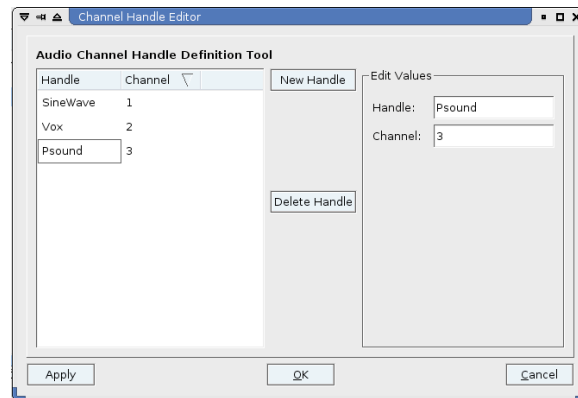 Channel Handle Editor
Audio Channel Handle Definition Tool
Handle Channel
SineWave 1
Vox 2
Psound 3
New Handle
Delete Handle
Edit Values
Handle: Psound
Channel: 3
Apply
OK
Cancel